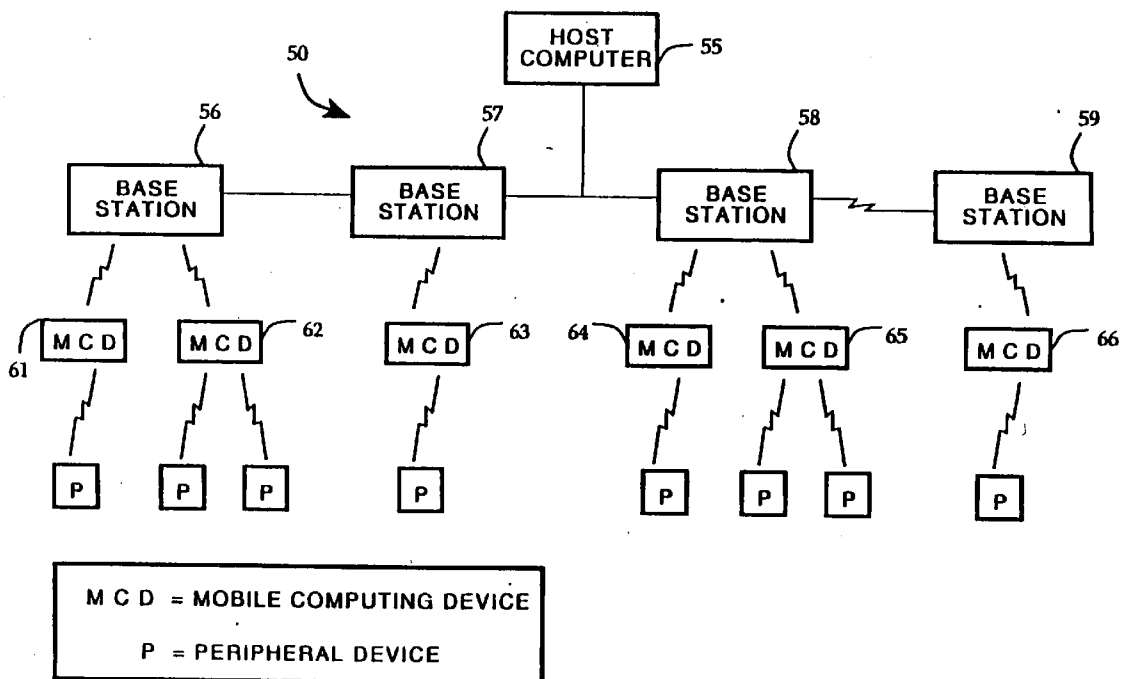 HOST
COMPUTER
55
50
56
57
58
59
BASE
STATION
BASE
STATION
BASE
STATION
BASE
STATION
61
M C D
M C D
62
M C D
63
64
M C D
M C D
65
M C D
66
P
P
P
P
P
P
P
P
M C D = MOBILE COMPUTING DEVICE
P = PERIPHERAL DEVICE